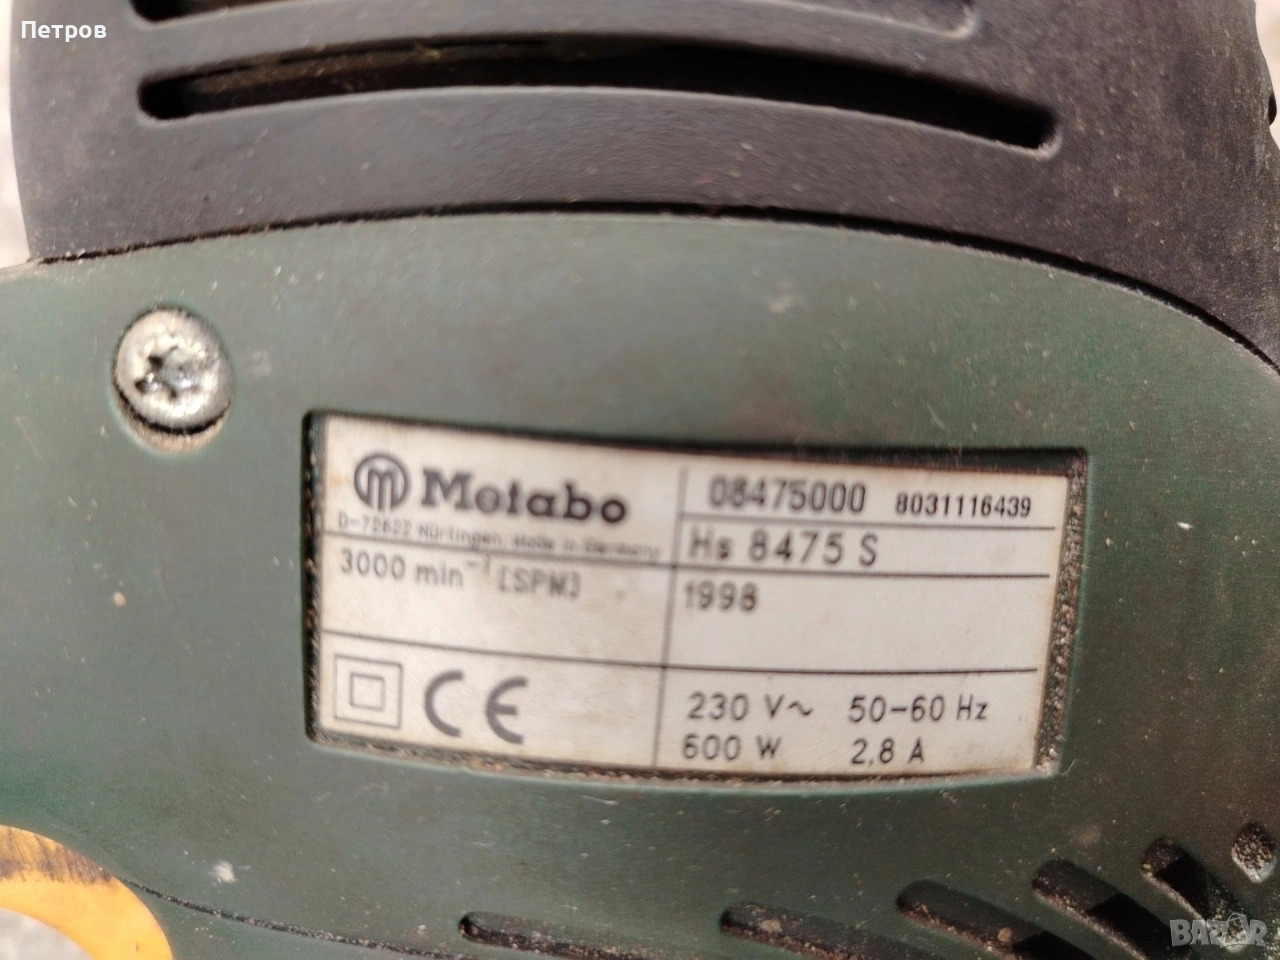 Петров
Metabo
D-72622 Nürtingen, Made in Germany
08475000 8031116439
Hs 8475 S
3000 min⁻¹ [SPM]
1998
CE
230 V~ 50-60 Hz
600 W 2,8 A
BAZAR